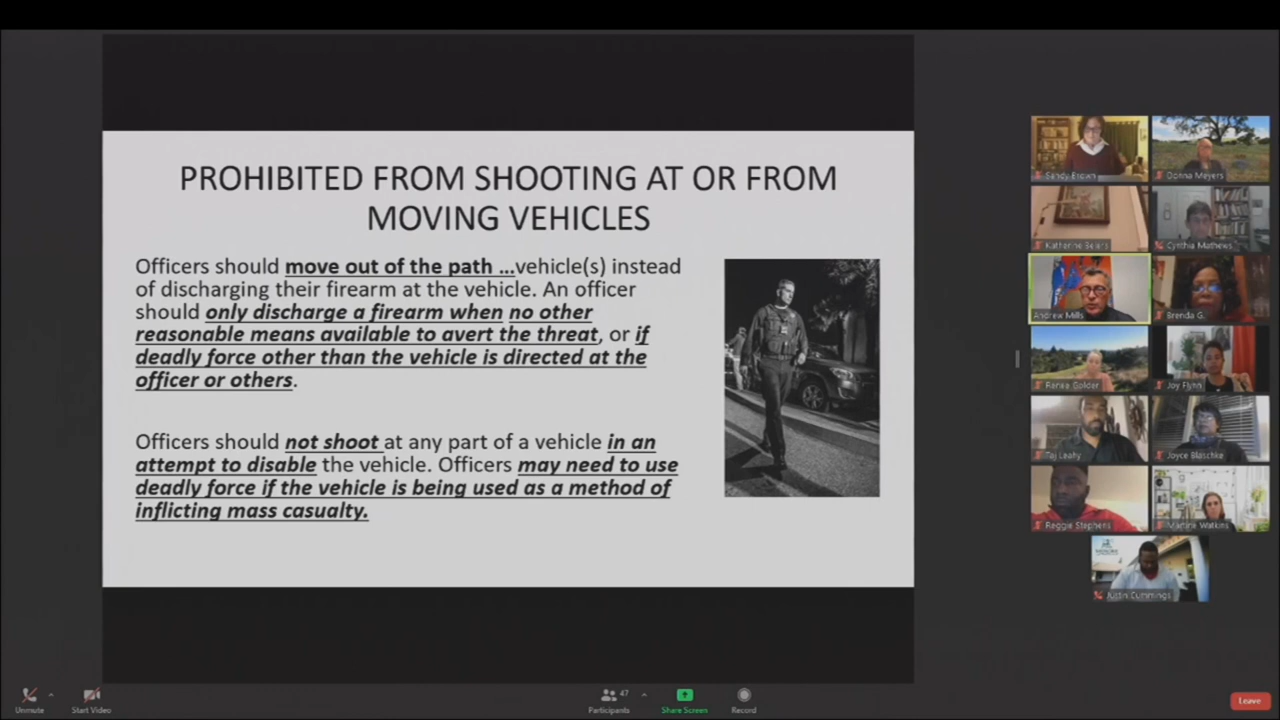 PROHIBITED FROM SHOOTING AT OR FROM
MOVING VEHICLES
Officers should move out of the path ...vehicle(s) instead
of discharging their firearm at the vehicle. An officer
should only discharge a firearm when no other
reasonable means available to avert the threat, or if
deadly force other than the vehicle is directed at the
officer or others.
Officers should not shoot at any part of a vehicle in an
attempt to disable the vehicle. Officers may need to use
deadly force if the vehicle is being used as a method of
inflicting mass casualty.
Sandy Brown
Donna Meyers
Katherine Beiers
Cynthia Mathews
Andrew Mills
Brenda G.
Renee Golder
Joy Flynn
Taj Leahy
Joyce Blaschke
Reggie Stephens
Martine Watkins
Justin Cummings
Unmute
Start Video
47
Participants
Share Screen
Record
Leave